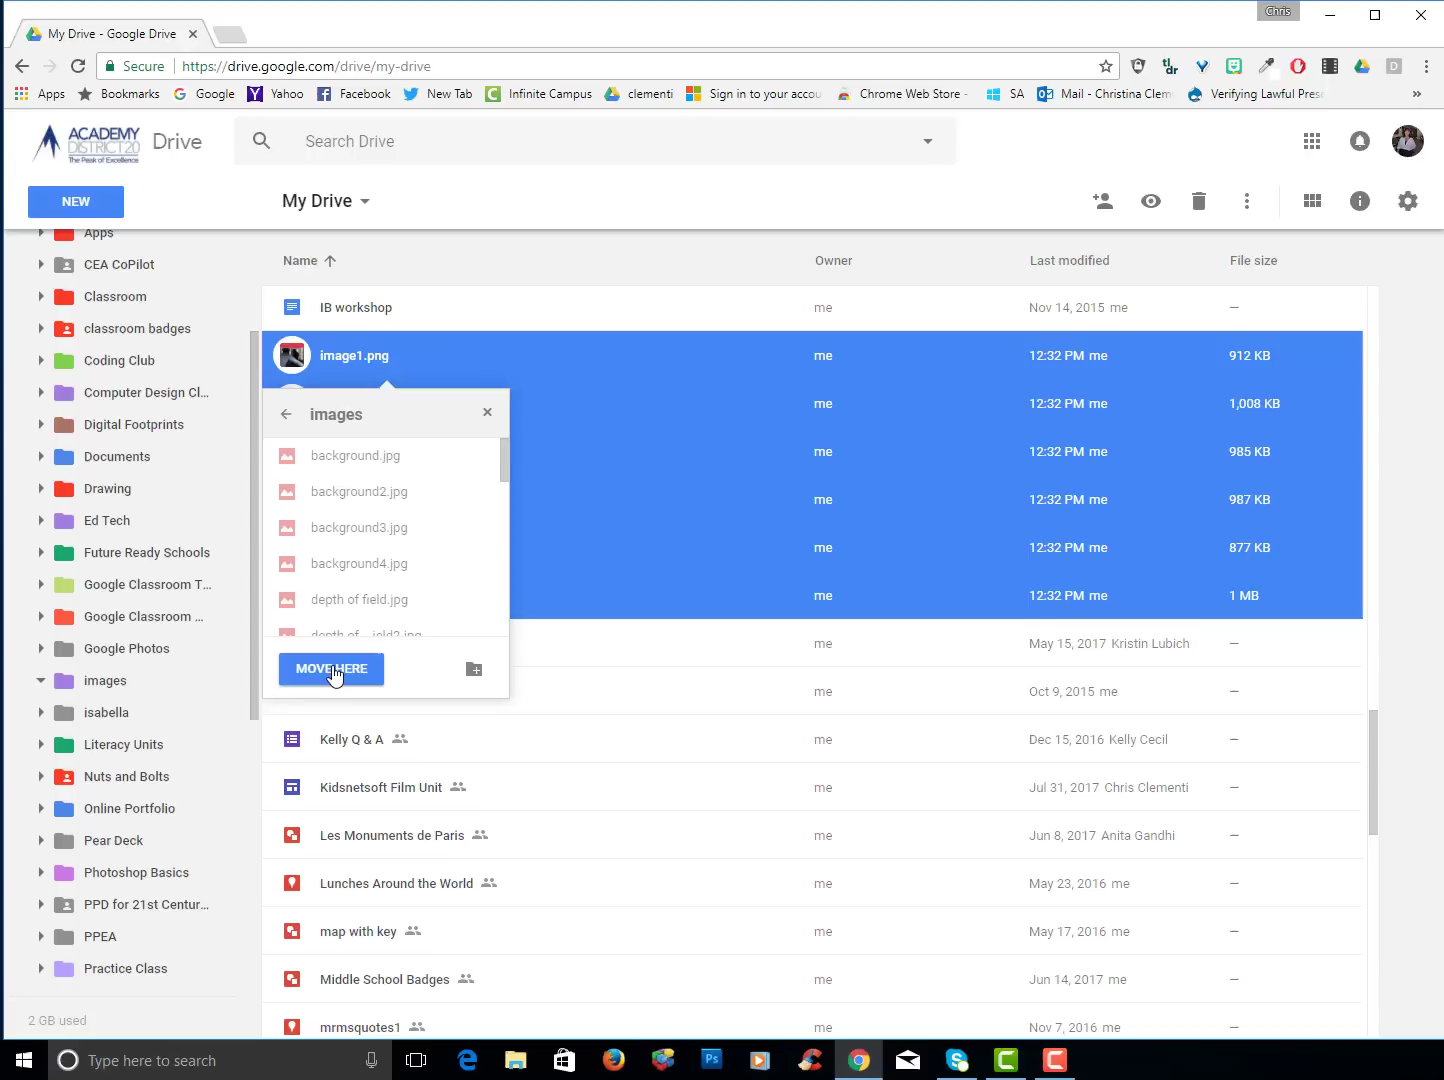 Chris
My Drive - Google Drive
Secure https://drive.google.com/drive/my-drive
tl;dr
D
Apps Bookmarks Google Yahoo Facebook New Tab Infinite Campus clementi Sign in to your accou Chrome Web Store - SA Mail - Christina Clem Verifying Lawful Pres
ACADEMY
DISTRICT 20
The Peak of Excellence
Drive
Search Drive
NEW
My Drive
Apps
CEA CoPilot
Classroom
classroom badges
Coding Club
Computer Design Cl...
Digital Footprints
Documents
Drawing
Ed Tech
Future Ready Schools
Google Classroom T...
Google Classroom ...
Google Photos
images
isabella
Literacy Units
Nuts and Bolts
Online Portfolio
Pear Deck
Photoshop Basics
PPD for 21st Centur...
PPEA
Practice Class
2 GB used
Name Owner Last modified File size
IB workshop me Nov 14, 2015 me –
image1.png me 12:32 PM me 912 KB
me 12:32 PM me 1,008 KB
me 12:32 PM me 985 KB
me 12:32 PM me 987 KB
me 12:32 PM me 877 KB
me 12:32 PM me 1 MB
me May 15, 2017 Kristin Lubich –
me Oct 9, 2015 me –
Kelly Q & A me Dec 15, 2016 Kelly Cecil –
Kidsnetsoft Film Unit me Jul 31, 2017 Chris Clementi –
Les Monuments de Paris me Jun 8, 2017 Anita Gandhi –
Lunches Around the World me May 23, 2016 me –
map with key me May 17, 2016 me –
Middle School Badges me Jun 14, 2017 me –
mrmsquotes1 me Nov 7, 2016 me –
images
background.jpg
background2.jpg
background3.jpg
background4.jpg
depth of field.jpg
depth of ...ield2.jpg
MOVE HERE
Type here to search
Ps